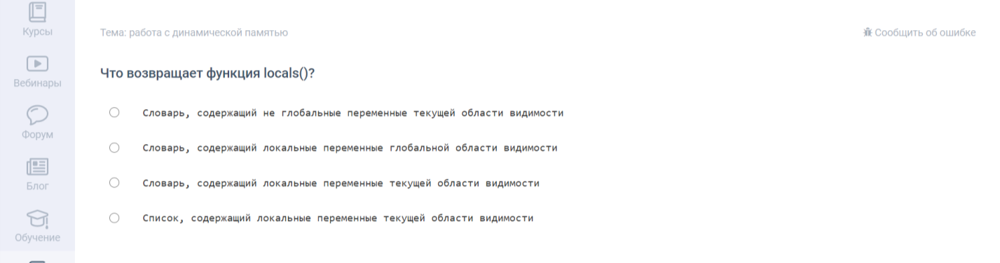 Курсы
Вебинары
Форум
Блог
Обучение
Тема: работа с динамической памятью
Сообщить об ошибке
Что возвращает функция locals()?
Словарь, содержащий не глобальные переменные текущей области видимости
Словарь, содержащий локальные переменные глобальной области видимости
Словарь, содержащий локальные переменные текущей области видимости
Список, содержащий локальные переменные текущей области видимости